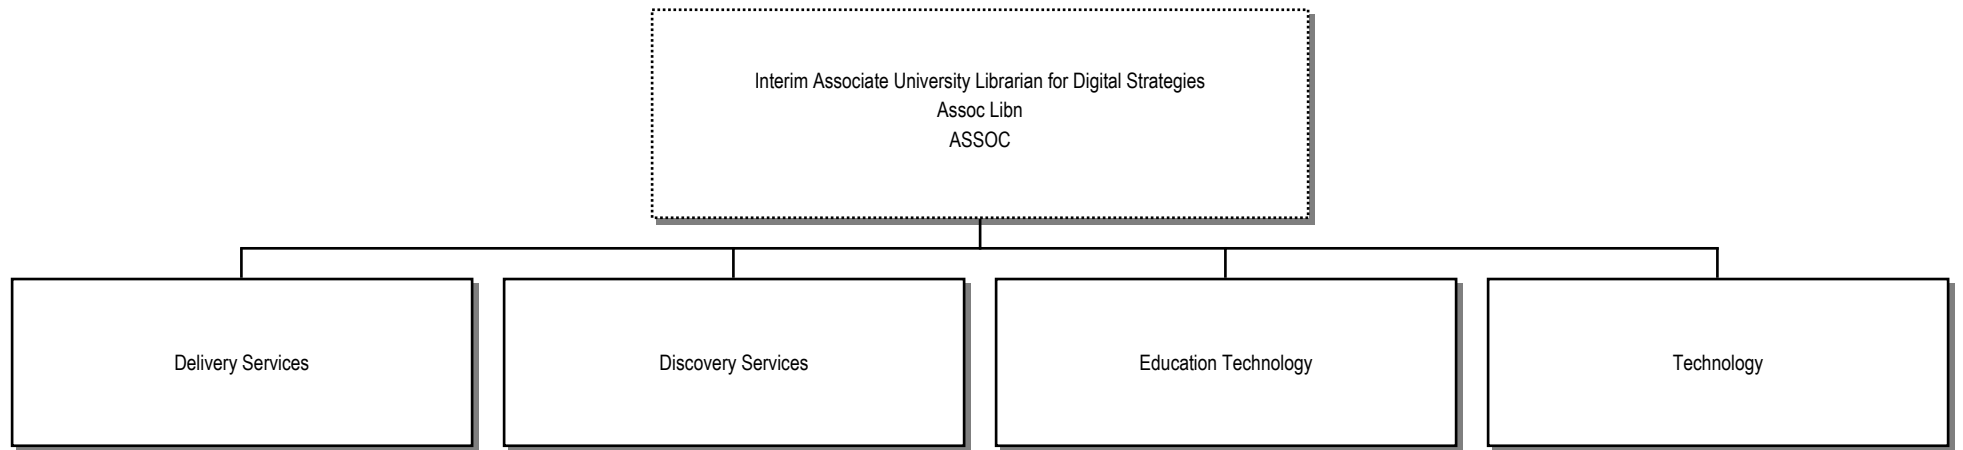 Interim Associate University Librarian for Digital Strategies
Assoc Libn
ASSOC
Delivery Services
Discovery Services
Education Technology
Technology